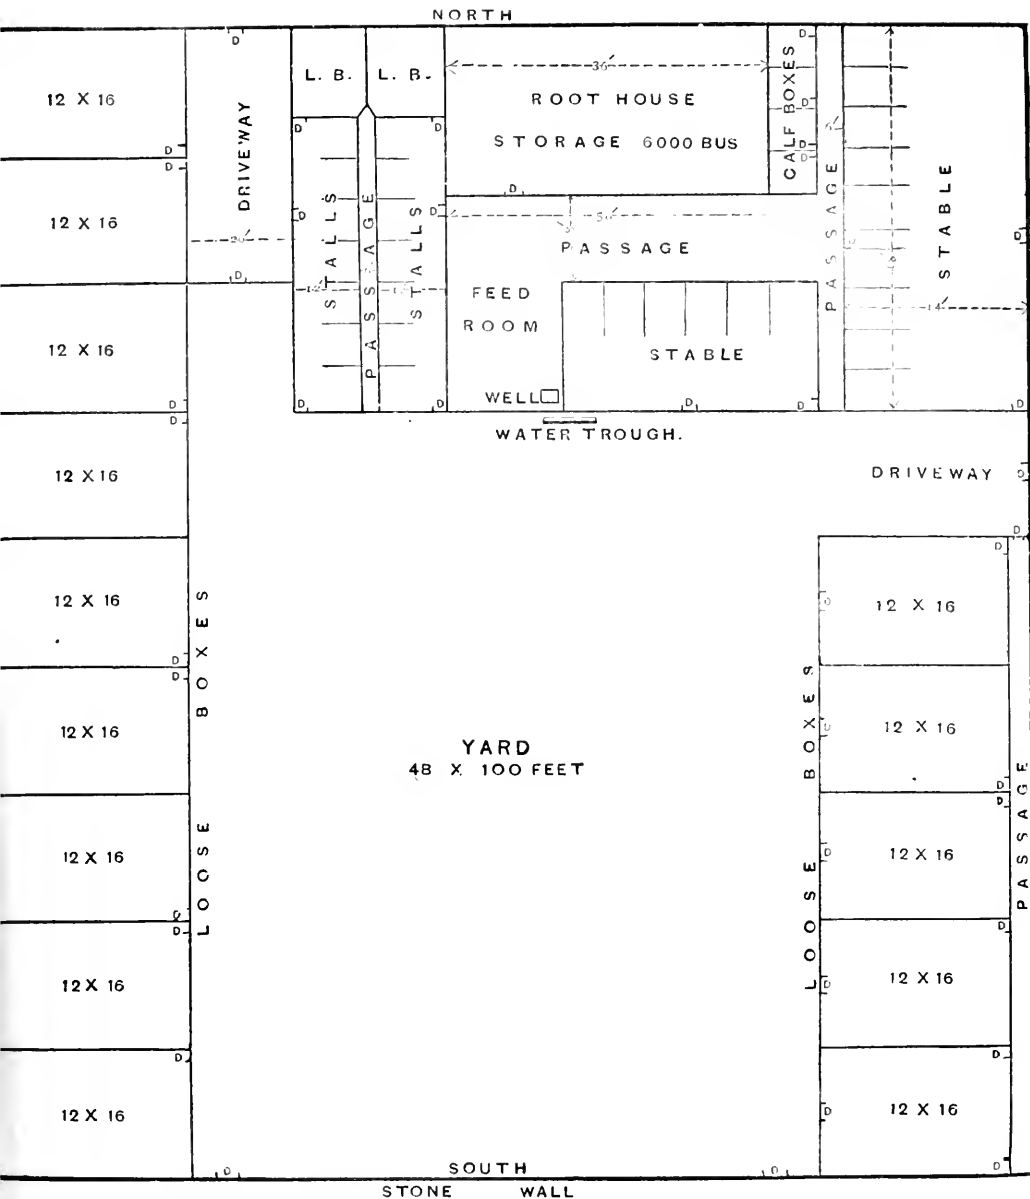 NORTH
12 X 16
DRIVEWAY
L. B.
L. B.
36′
ROOT HOUSE
STORAGE 6000 BUS
CALF BOXES
PASSAGE
STABLE
12 X 16
STALLS
PASSAGE
STALLS
PASSAGE
12 X 16
FEED
ROOM
STABLE
14′
WELL
WATER TROUGH.
12 X 16
DRIVEWAY
12 X 16
12 X 16
LOOSE BOXES
12 X 16
12 X 16
YARD
48 X 100 FEET
LOOSE BOXES
PASSAGE
12 X 16
12 X 16
12 X 16
12 X 16
12 X 16
12 X 16
SOUTH
STONE WALL